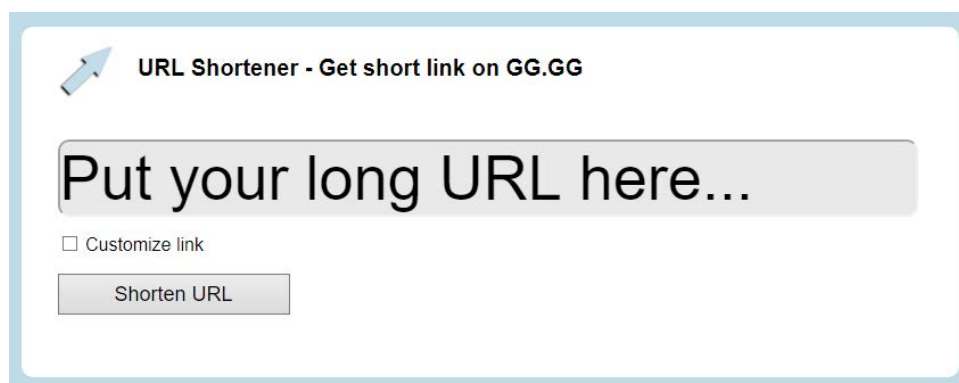 URL Shortener - Get short link on GG.GG
Put your long URL here...
Customize link
Shorten URL